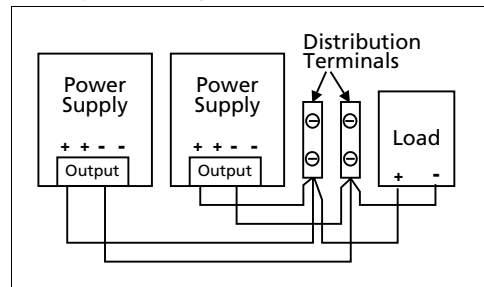 Distribution
Terminals
Power
Supply
Power
Supply
Load
+ + - -
+ + - -
+ -
Output
Output